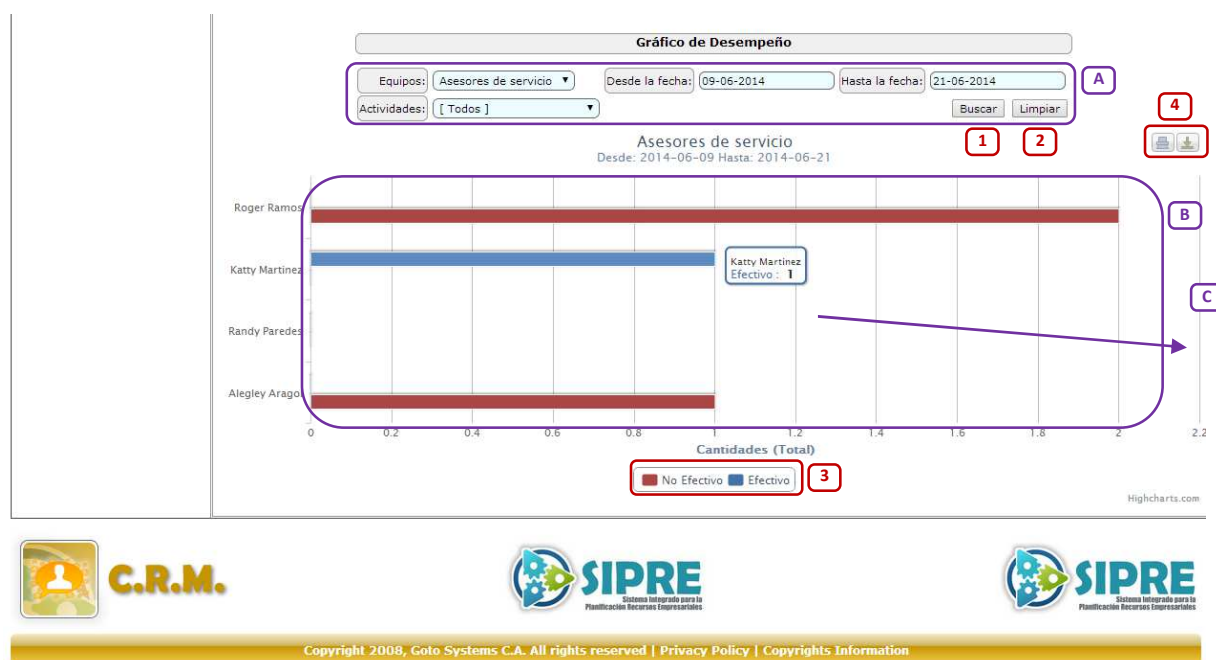 Gráfico de Desempeño
Equipos: Asesores de servicio Desde la fecha: 09-06-2014 Hasta la fecha: 21-06-2014 A
Actividades: [ Todos ] Buscar Limpiar 4
Asesores de servicio 1 2
Desde: 2014-06-09 Hasta: 2014-06-21
Roger Ramos B
Katty Martinez Katty Martinez
Efectivo : 1
C
Randy Paredes
Alegley Aragon
0 0.2 0.4 0.6 0.8 1 1.2 1.4 1.6 1.8 2 2.2
Cantidades (Total)
No Efectivo Efectivo 3
Highcharts.com
C.R.M. SIPRE SIPRE
Sistema Integrado para la Sistema Integrado para la
Planificación Recursos Empresariales Planificación Recursos Empresariales
Copyright 2008, Goto Systems C.A. All rights reserved | Privacy Policy | Copyrights Information